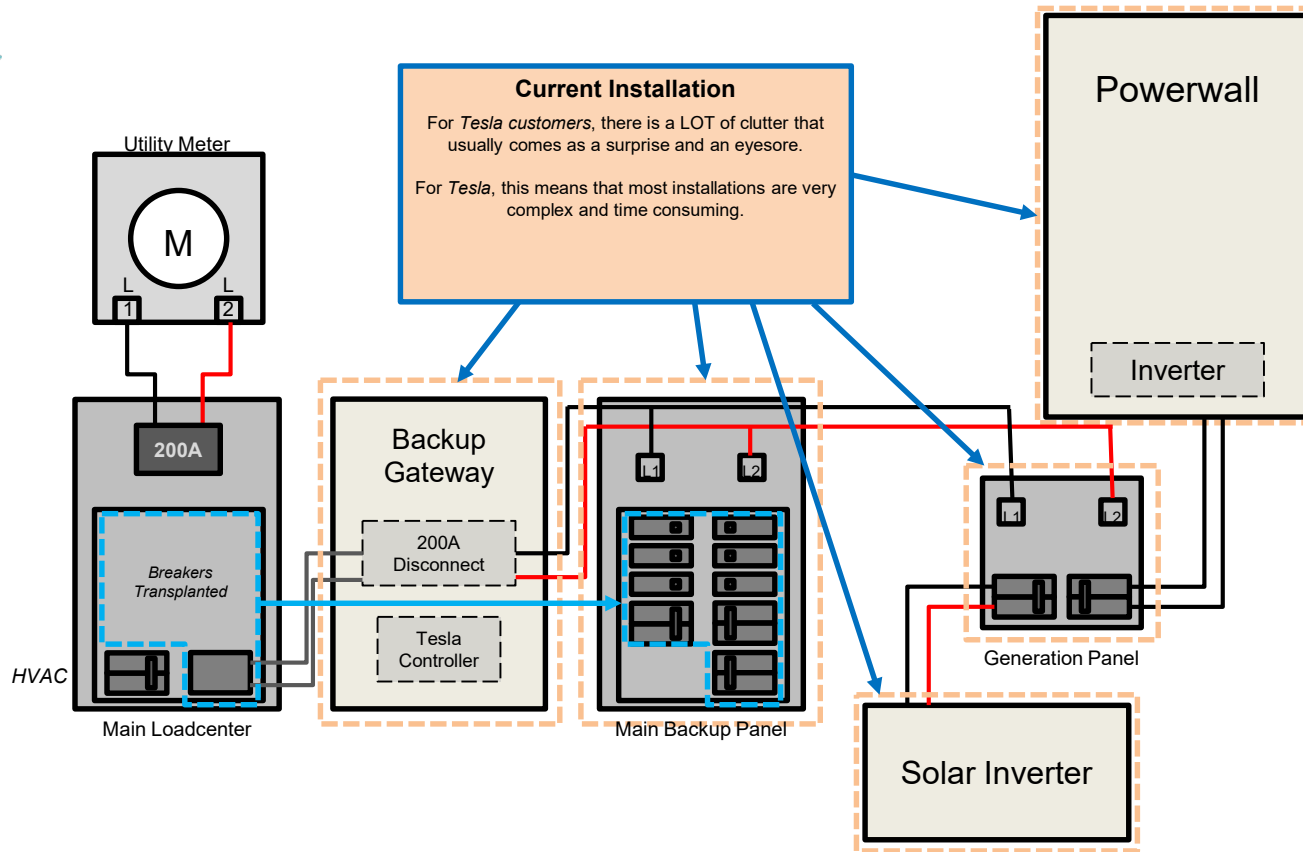 Current Installation
For Tesla customers, there is a LOT of clutter that
usually comes as a surprise and an eyesore.
For Tesla, this means that most installations are very
complex and time consuming.
Powerwall
Inverter
Utility Meter
M
L
1
L
2
200A
Breakers
Transplanted
HVAC
Main Loadcenter
Backup
Gateway
200A
Disconnect
Tesla
Controller
L1
L2
Main Backup Panel
L1
L2
Generation Panel
Solar Inverter